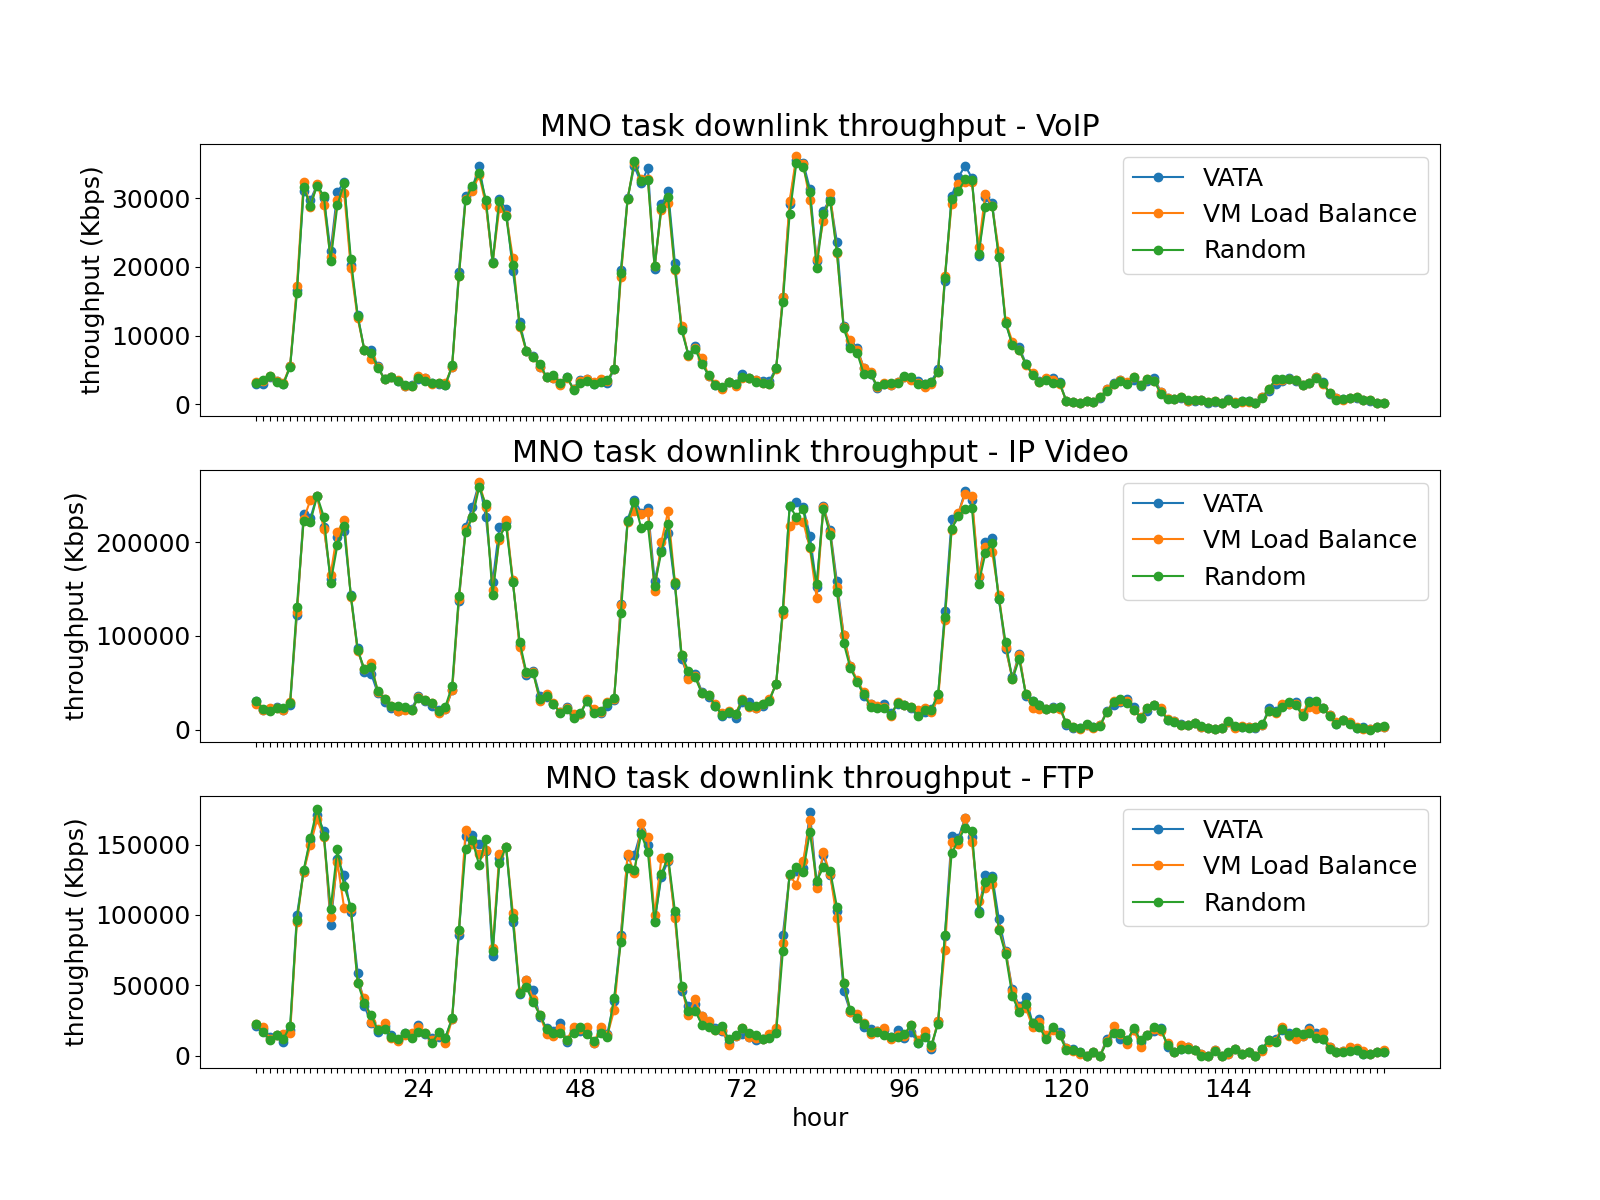 MNO task downlink throughput - VoIP
throughput (Kbps)
30000
20000
10000
0
VATA
VM Load Balance
Random
MNO task downlink throughput - IP Video
throughput (Kbps)
200000
100000
0
VATA
VM Load Balance
Random
MNO task downlink throughput - FTP
throughput (Kbps)
150000
100000
50000
0
VATA
VM Load Balance
Random
24 48 72 96 120 144
hour